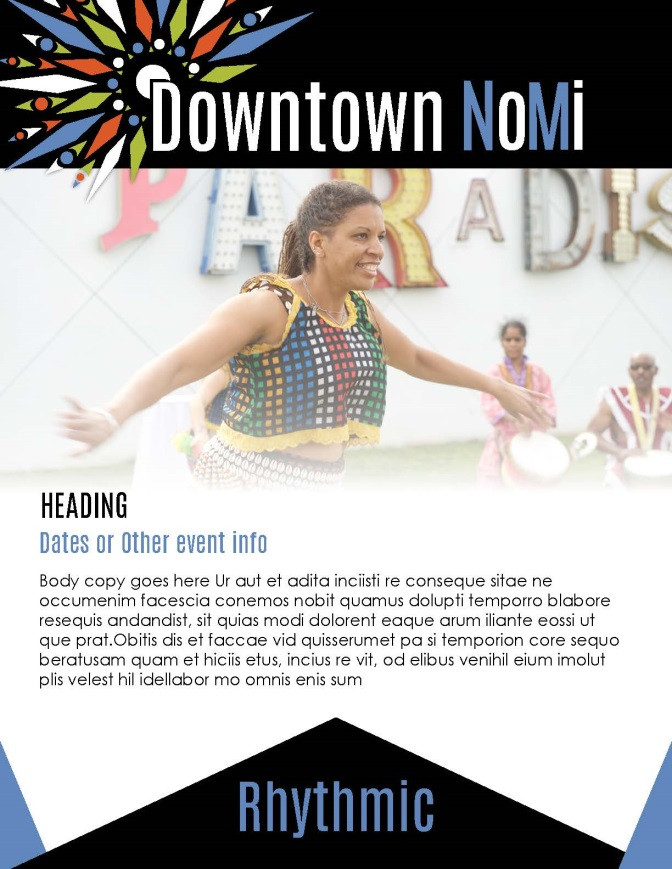 Downtown NoMi
PARADIS
HEADING
Dates or Other event info
Body copy goes here Ur aut et adita inciisti re conseque sitae ne
occumenim facescia conemos nobit quamus dolupti temporro blabore
resequis andandist, sit quias modi dolorent eaque arum iliante eossi ut
que prat.Obitis dis et faccae vid quisserumet pa si temporion core sequo
beratusam quam et hiciis etus, incius re vit, od elibus venihil eium imolut
plis velest hil idellabor mo omnis enis sum
Rhythmic